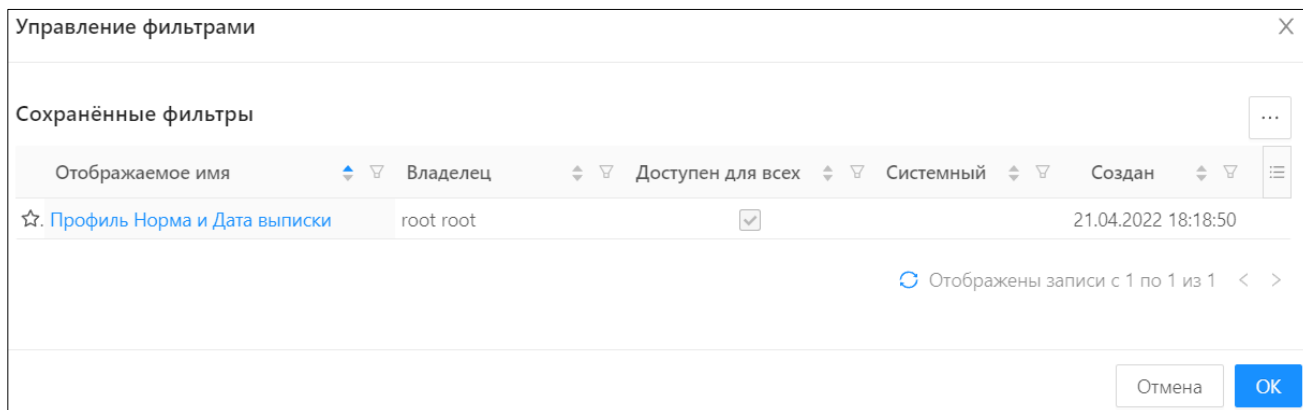 Управление фильтрами
Сохранённые фильтры
...
Отображаемое имя Владелец Доступен для всех Системный Создан
Профиль Норма и Дата выписки root root 21.04.2022 18:18:50
Отображены записи с 1 по 1 из 1 < >
Отмена ОК